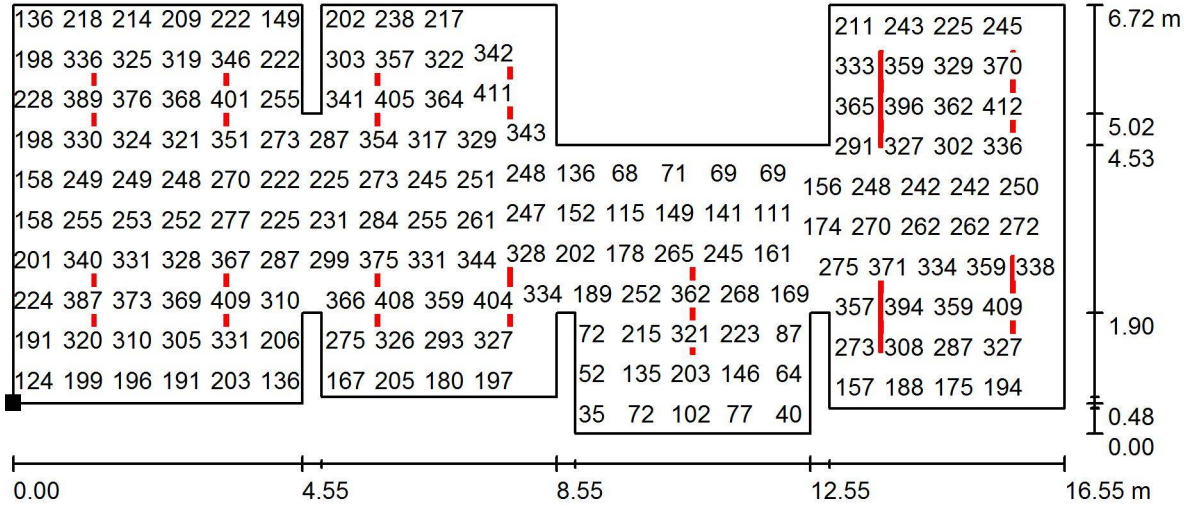 136 218 214 209 222 149 202 238 217 211 243 225 245 6.72 m
198 336 325 319 346 222 303 357 322 342 333 359 329 370
228 389 376 368 401 255 341 405 364 411 365 396 362 412
198 330 324 321 351 273 287 354 317 329 343 291 327 302 336 5.02
4.53
158 249 249 248 270 222 225 273 245 251 248 136 68 71 69 69 156 248 242 242 250
158 255 253 252 277 225 231 284 255 261 247 152 115 149 141 111 174 270 262 262 272
201 340 331 328 367 287 299 375 331 344 328 202 178 265 245 161 275 371 334 359 338
224 387 373 369 409 310 366 408 359 404 334 189 252 362 268 169 357 394 359 409
191 320 310 305 331 206 275 326 293 327 72 215 321 223 87 273 308 287 327 1.90
124 199 196 191 203 136 167 205 180 197 52 135 203 146 64 157 188 175 194
35 72 102 77 40 0.48
0.00
0.00 4.55 8.55 12.55 16.55 m